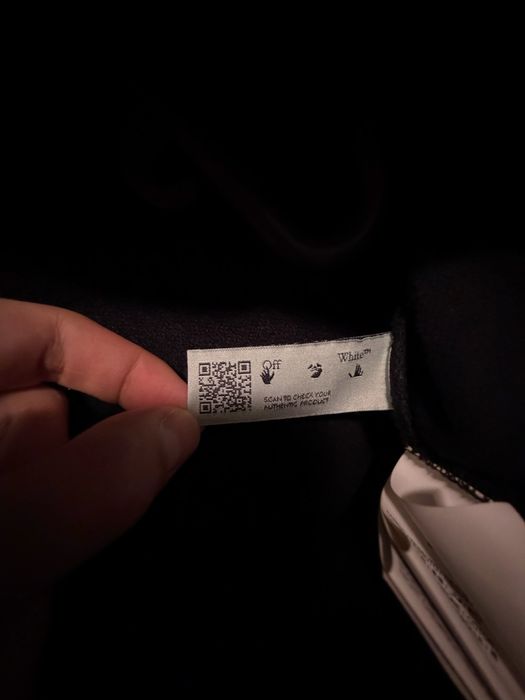 Off White™
SCAN TO CHECK YOUR
AUTHENTIC PRODUCT